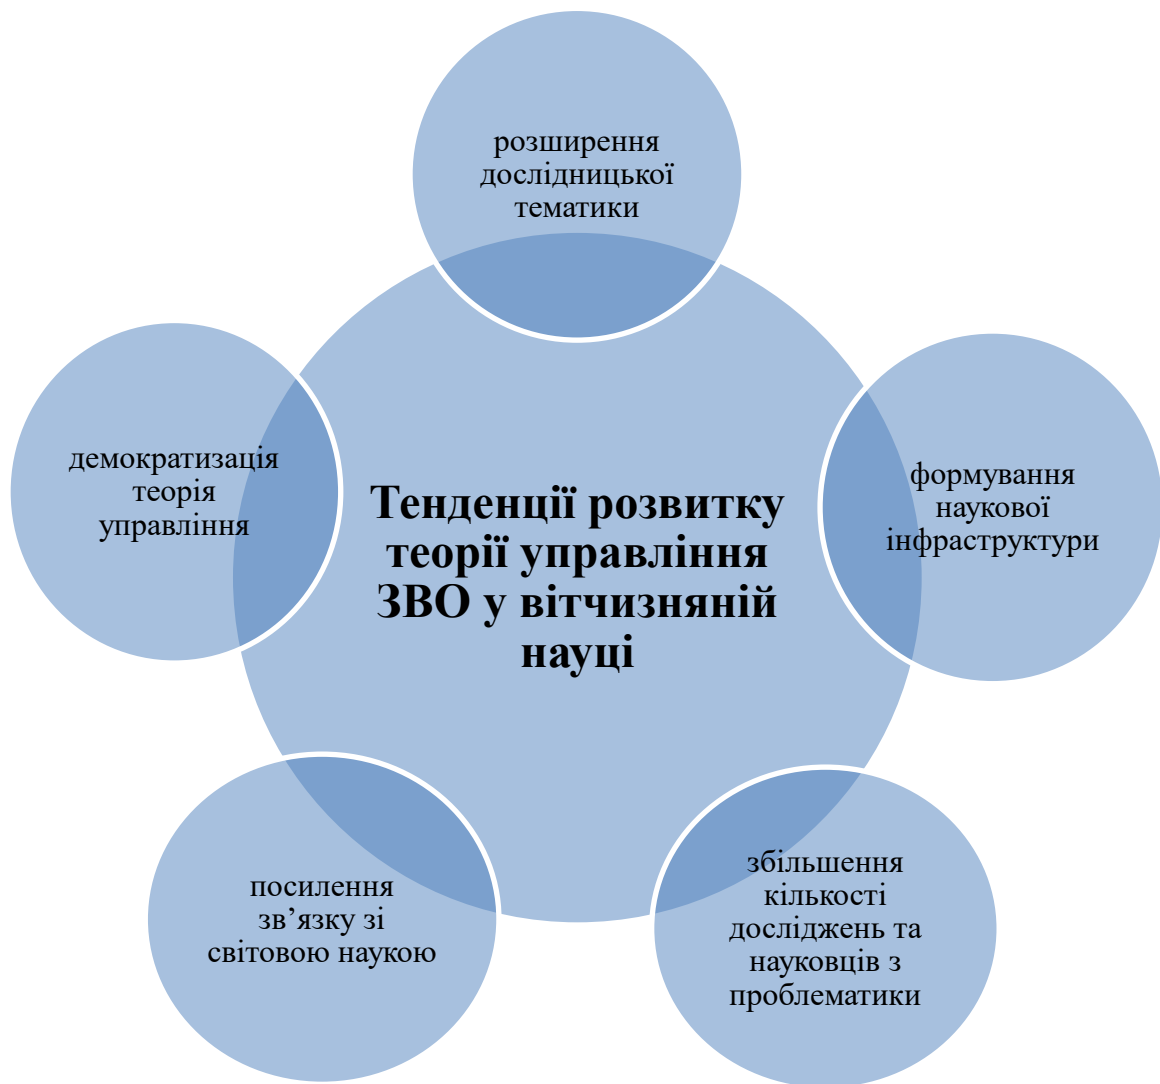 розширення
дослідницької
тематики
демократизація
теорія
управління
Тенденції розвитку
теорії управління
ЗВО у вітчизняній
науці
формування
наукової
інфраструктури
посилення
зв’язку зі
світовою наукою
збільшення
кількості
досліджень та
науковців з
проблематики